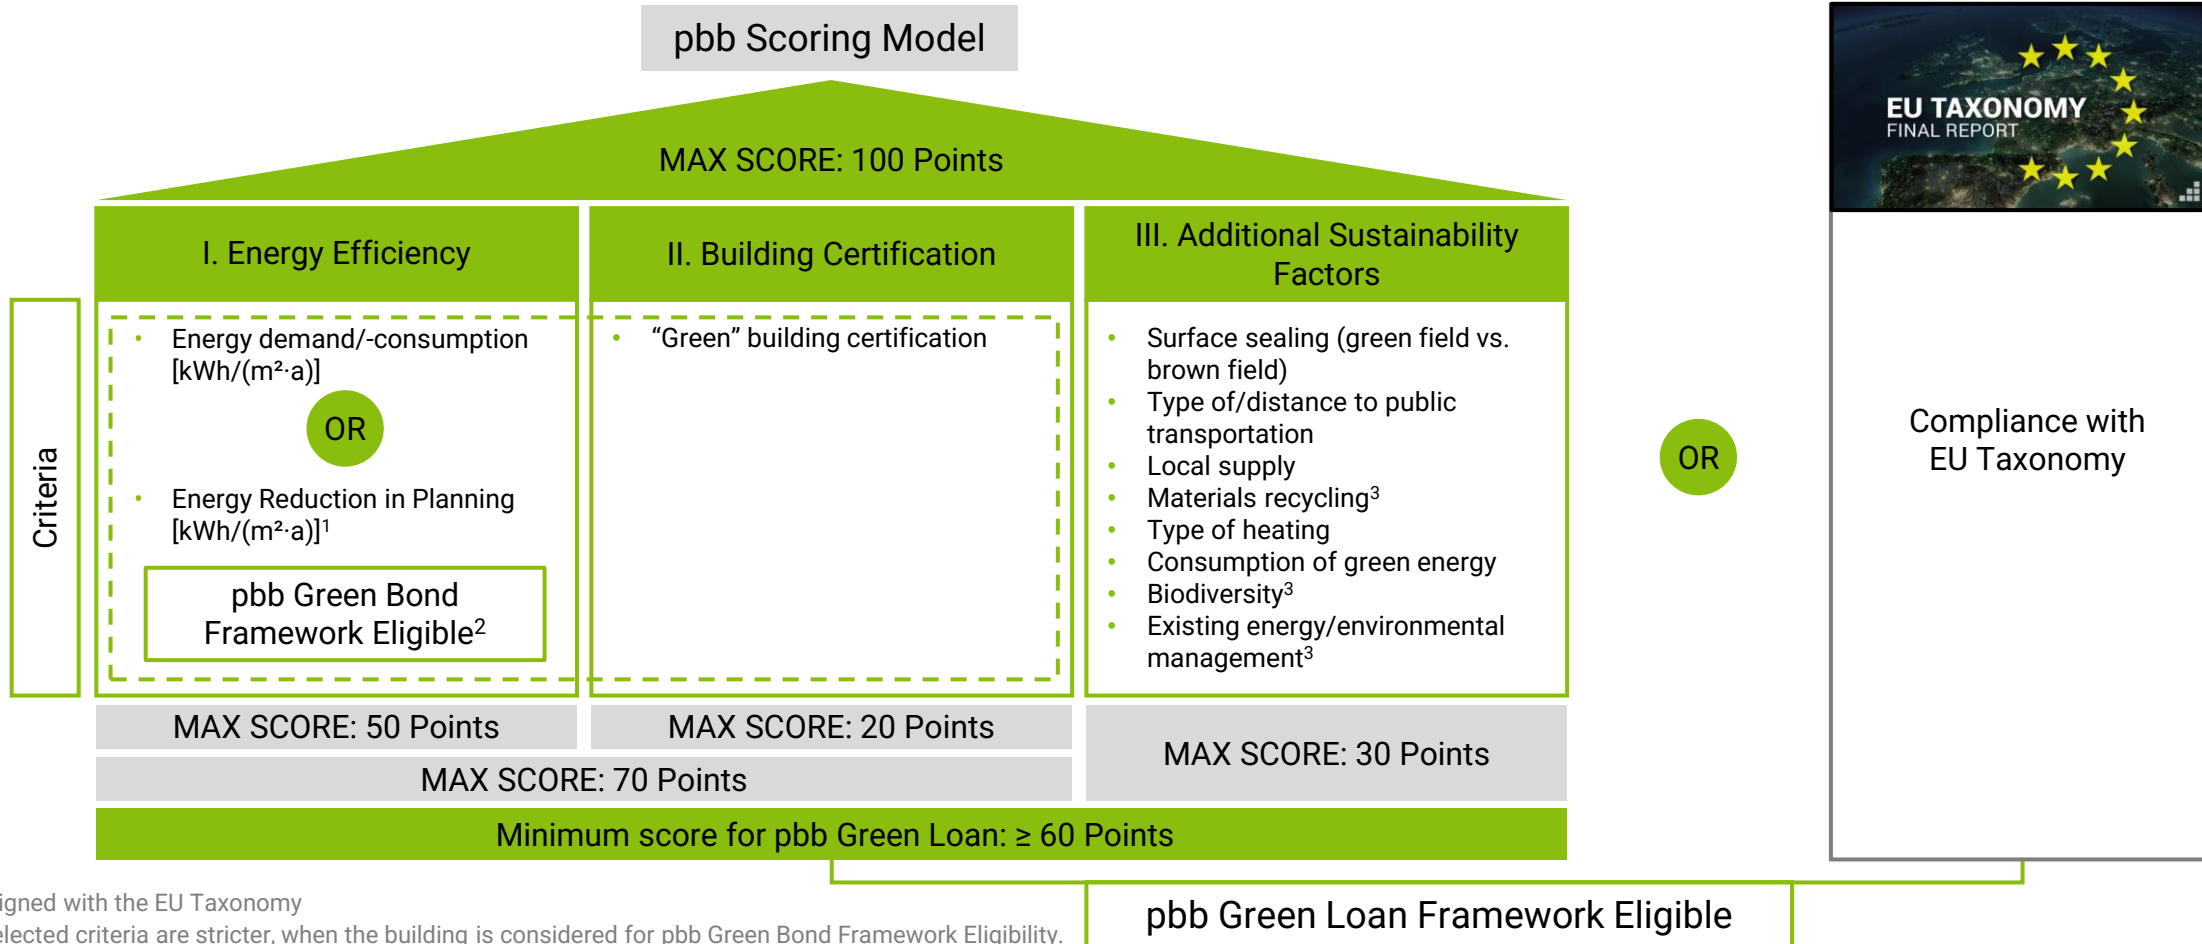 pbb Scoring Model
MAX SCORE: 100 Points
EU TAXONOMY
FINAL REPORT
I. Energy Efficiency
II. Building Certification
III. Additional Sustainability
Factors
Criteria
• Energy demand/-consumption
[kWh/(m²·a)]
OR
• Energy Reduction in Planning
[kWh/(m²·a)]¹
pbb Green Bond
Framework Eligible²
• “Green” building certification
• Surface sealing (green field vs.
brown field)
• Type of/distance to public
transportation
• Local supply
• Materials recycling³
• Type of heating
• Consumption of green energy
• Biodiversity³
• Existing energy/environmental
management³
OR
Compliance with
EU Taxonomy
MAX SCORE: 50 Points
MAX SCORE: 20 Points
MAX SCORE: 30 Points
MAX SCORE: 70 Points
Minimum score for pbb Green Loan: ≥ 60 Points
pbb Green Loan Framework Eligible
with the EU Taxonomy
criteria are stricter, when the building is considered for pbb Green Bond Framework Eligibility.